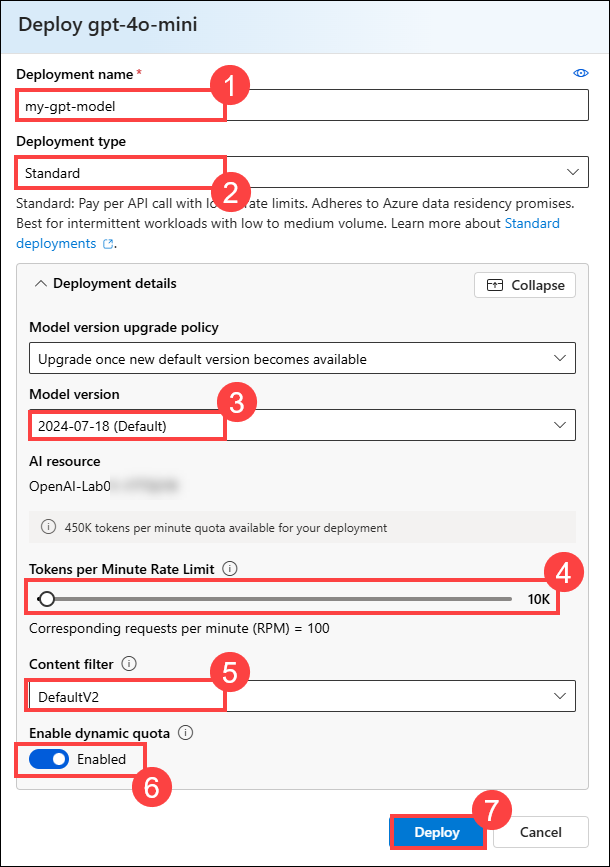 Deploy gpt-4o-mini
Deployment name *
1
my-gpt-model
Deployment type
Standard
2
Standard: Pay per API call with lo rate limits. Adheres to Azure data residency promises.
Best for intermittent workloads with low to medium volume. Learn more about Standard
deployments.
Deployment details
Collapse
Model version upgrade policy
Upgrade once new default version becomes available
Model version
3
2024-07-18 (Default)
AI resource
OpenAI-Lab0
450K tokens per minute quota available for your deployment
Tokens per Minute Rate Limit
4
10K
Corresponding requests per minute (RPM) = 100
Content filter
5
DefaultV2
Enable dynamic quota
Enabled
6
7
Deploy
Cancel